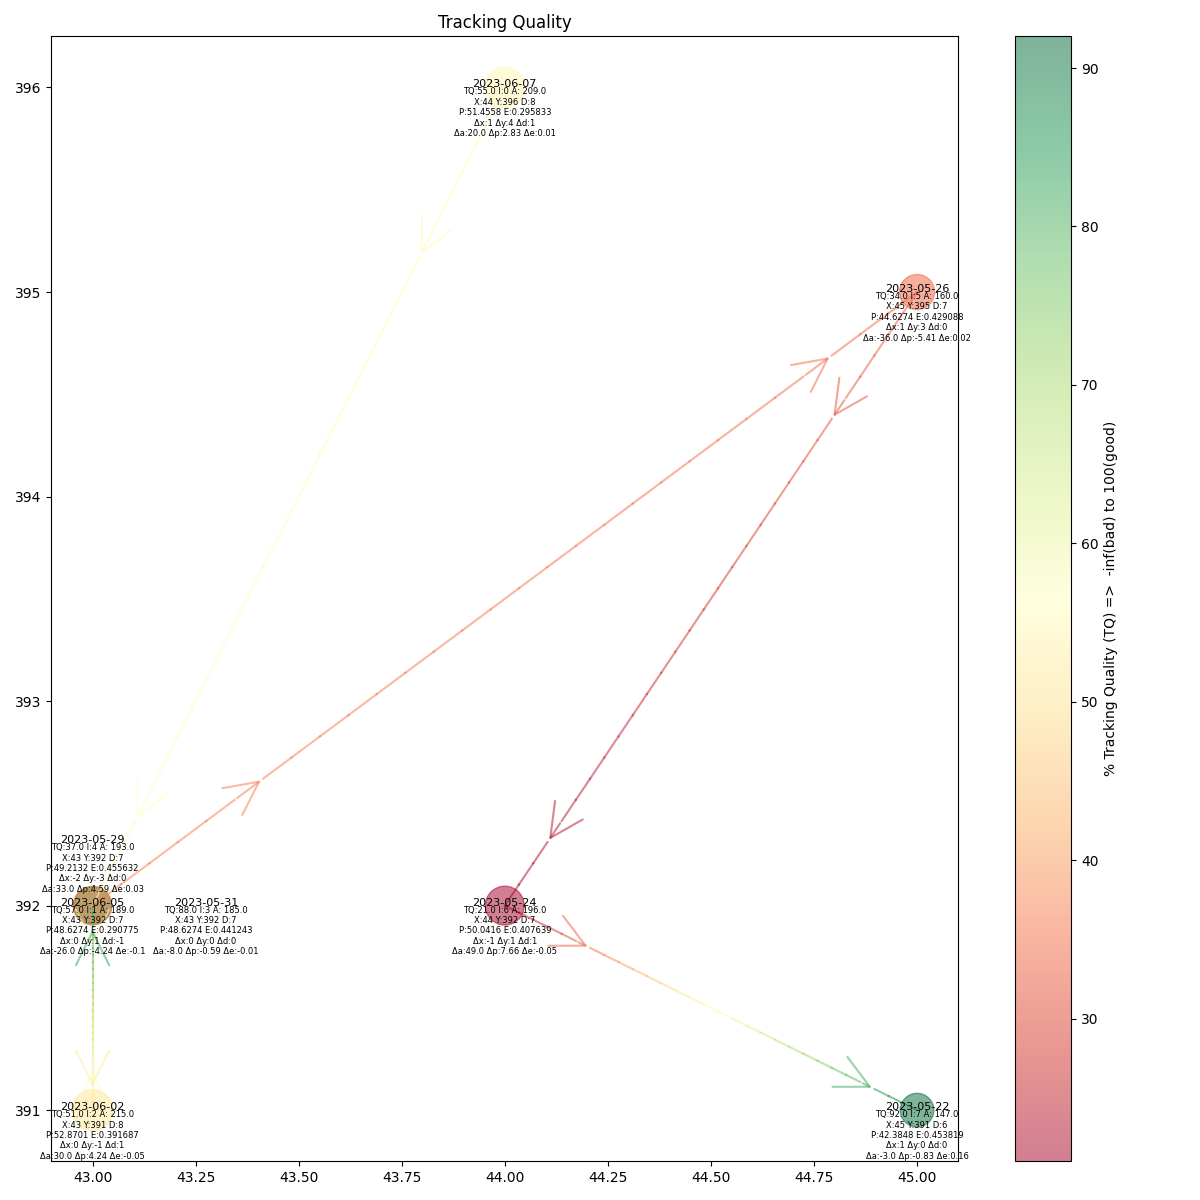 Tracking Quality
396
395
394
393
392
391
43.00
43.25
43.50
43.75
44.00
44.25
44.50
44.75
45.00
2023-06-07
TQ:55.0 I:0 A: 209.0
X:44 Y:396 D:8
P:51.4558 E:0.295833
Δx:1 Δy:4 Δd:1
Δa:20.0 Δp:2.83 Δe:0.01
2023-05-26
TQ:34.0 I:5 A: 160.0
X:45 Y:395 D:7
P:44.6274 E:0.429088
Δx:1 Δy:3 Δd:0
Δa:-36.0 Δp:-5.41 Δe:0.02
2023-05-29
TQ:37.0 I:4 A: 193.0
X:43 Y:392 D:7
P:49.2132 E:0.455632
Δx:-2 Δy:-3 Δd:0
Δa:33.0 Δp:4.59 Δe:0.03
2023-06-05
TQ:57.0 I:1 A: 189.0
X:43 Y:392 D:7
P:48.6274 E:0.290775
Δx:0 Δy:1 Δd:-1
Δa:-26.0 Δp:-4.24 Δe:-0.1
2023-05-31
TQ:88.0 I:3 A: 185.0
X:43 Y:392 D:7
P:48.6274 E:0.441243
Δx:0 Δy:0 Δd:0
Δa:-8.0 Δp:-0.59 Δe:-0.01
2023-05-24
TQ:21.0 I:6 A: 196.0
X:44 Y:392 D:7
P:50.0416 E:0.407639
Δx:-1 Δy:1 Δd:1
Δa:49.0 Δp:7.66 Δe:-0.05
2023-06-02
TQ:51.0 I:2 A: 215.0
X:43 Y:391 D:8
P:52.8701 E:0.391687
Δx:0 Δy:-1 Δd:1
Δa:30.0 Δp:4.24 Δe:-0.05
2023-05-22
TQ:92.0 I:7 A: 147.0
X:45 Y:391 D:6
P:42.3848 E:0.453819
Δx:1 Δy:0 Δd:0
Δa:-3.0 Δp:-0.83 Δe:0.16
90
80
70
60
50
40
30
% Tracking Quality (TQ) => -inf(bad) to 100(good)